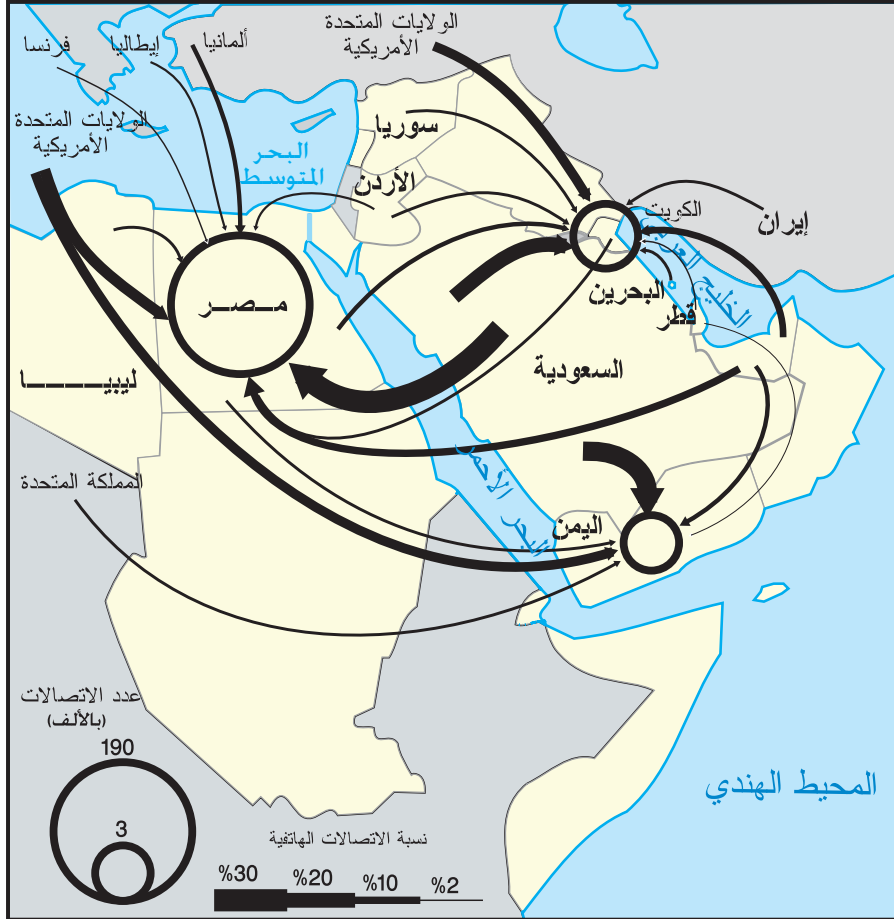 الولايات المتحدة
الأمريكية
ألمانيا
إيطاليا
فرنسا
الولايات المتحدة
الأمريكية
سوريا
البحر
المتوسط
الأردن
الكويت
إيران
الخليج العربي
البحرين
قطر
مــصــر
السعودية
ليبيـــــــــا
المملكة المتحدة
البحر الأحمر
اليمن
عدد الاتصالات
(بالألف)
190
3
المحيط الهندي
نسبة الاتصالات الهاتفية
%30
%20
%10
%2